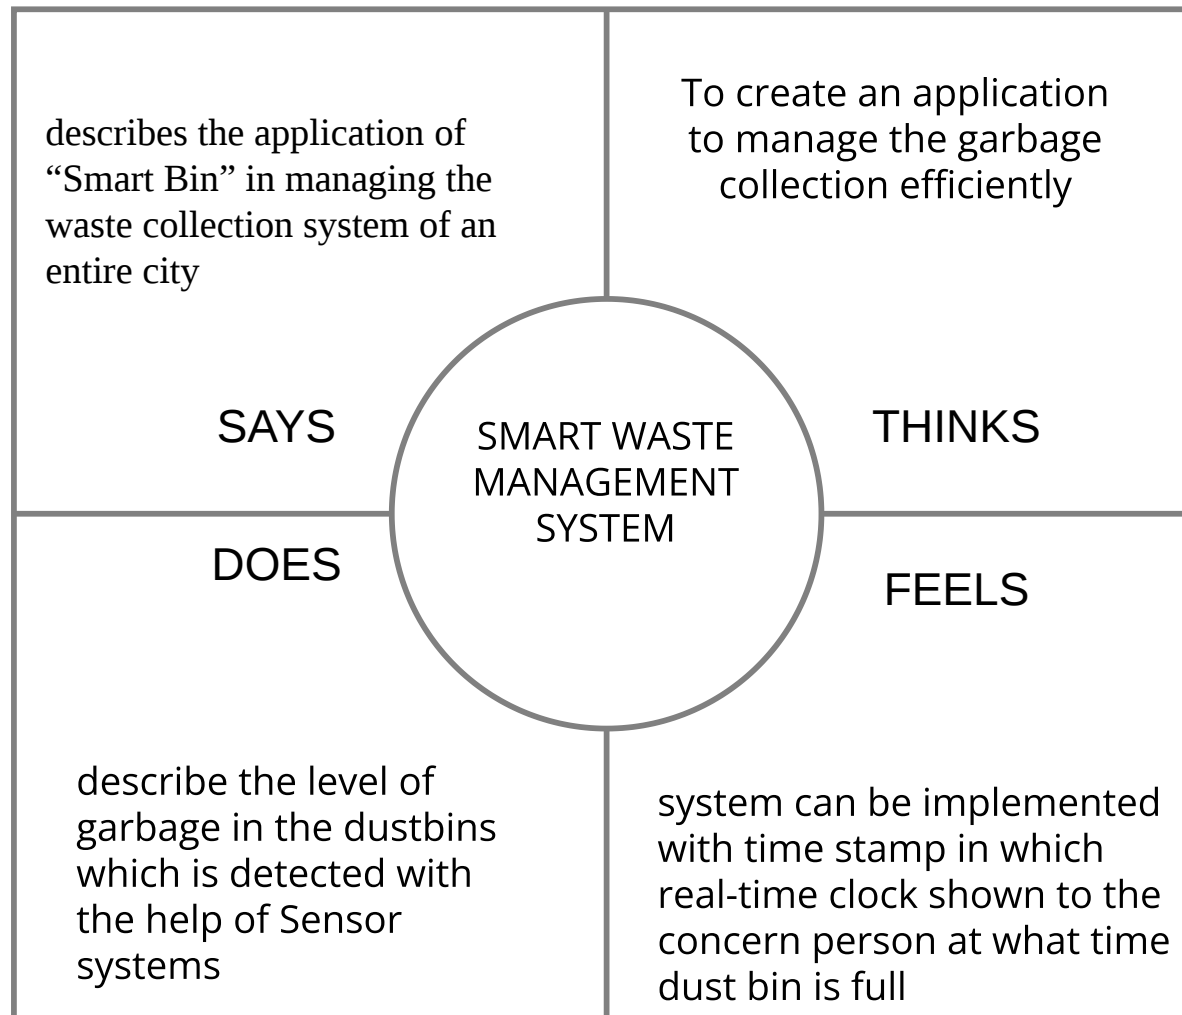 describes the application of
“Smart Bin” in managing the
waste collection system of an
entire city
SAYS
To create an application
to manage the garbage
collection efficiently
THINKS
SMART WASTE
MANAGEMENT
SYSTEM
DOES
describe the level of
garbage in the dustbins
which is detected with
the help of Sensor
systems
FEELS
system can be implemented
with time stamp in which
real-time clock shown to the
concern person at what time
dust bin is full